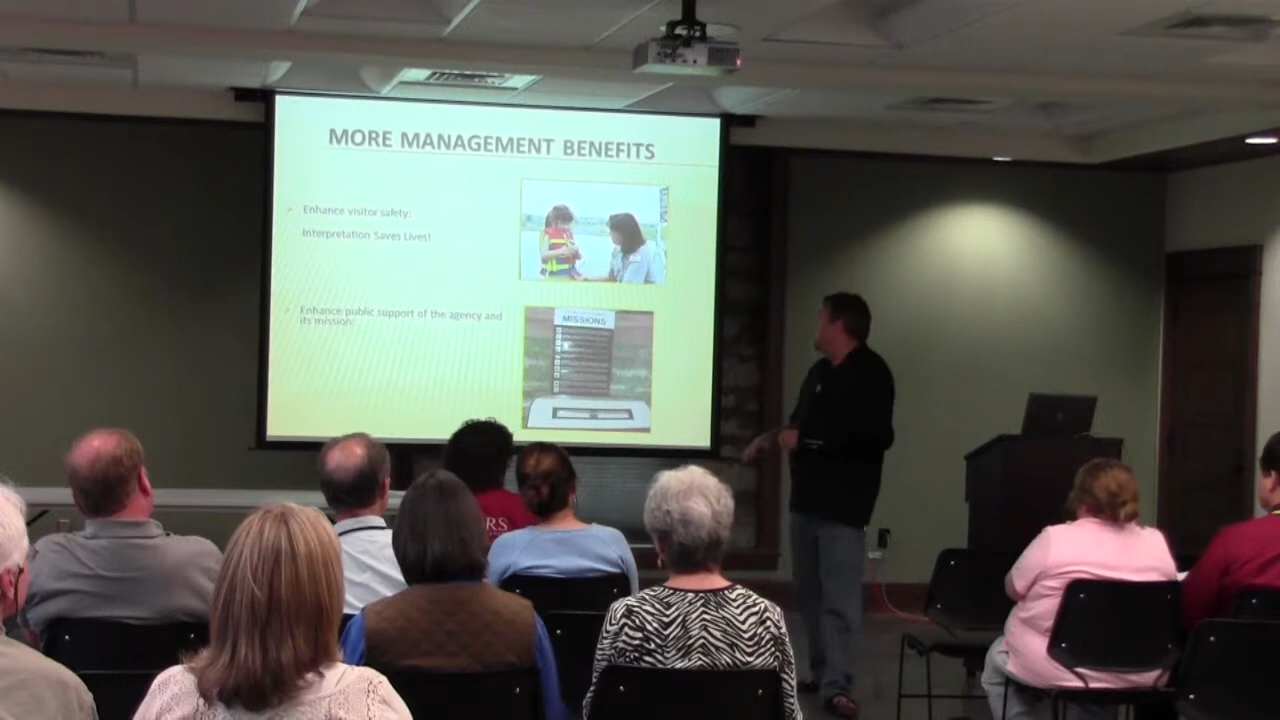 MORE MANAGEMENT BENEFITS
Enhance visitor safety:
Interpretation Saves Lives!
Enhance public support of the agency and
its mission:
MISSIONS
RS